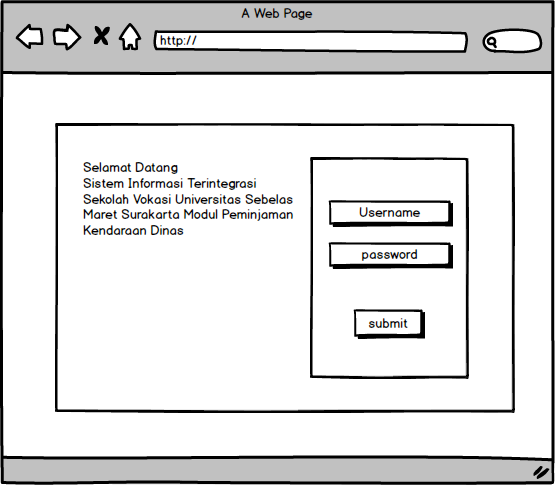 A Web Page
http://
Selamat Datang
Sistem Informasi Terintegrasi
Sekolah Vokasi Universitas Sebelas
Maret Surakarta Modul Peminjaman
Kendaraan Dinas
Username
password
submit